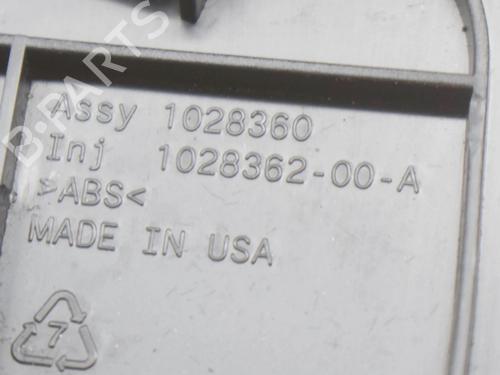 B-PARTS
Assy 1028360
Inj 1028362-00-A
>ABS<
MADE IN USA
7